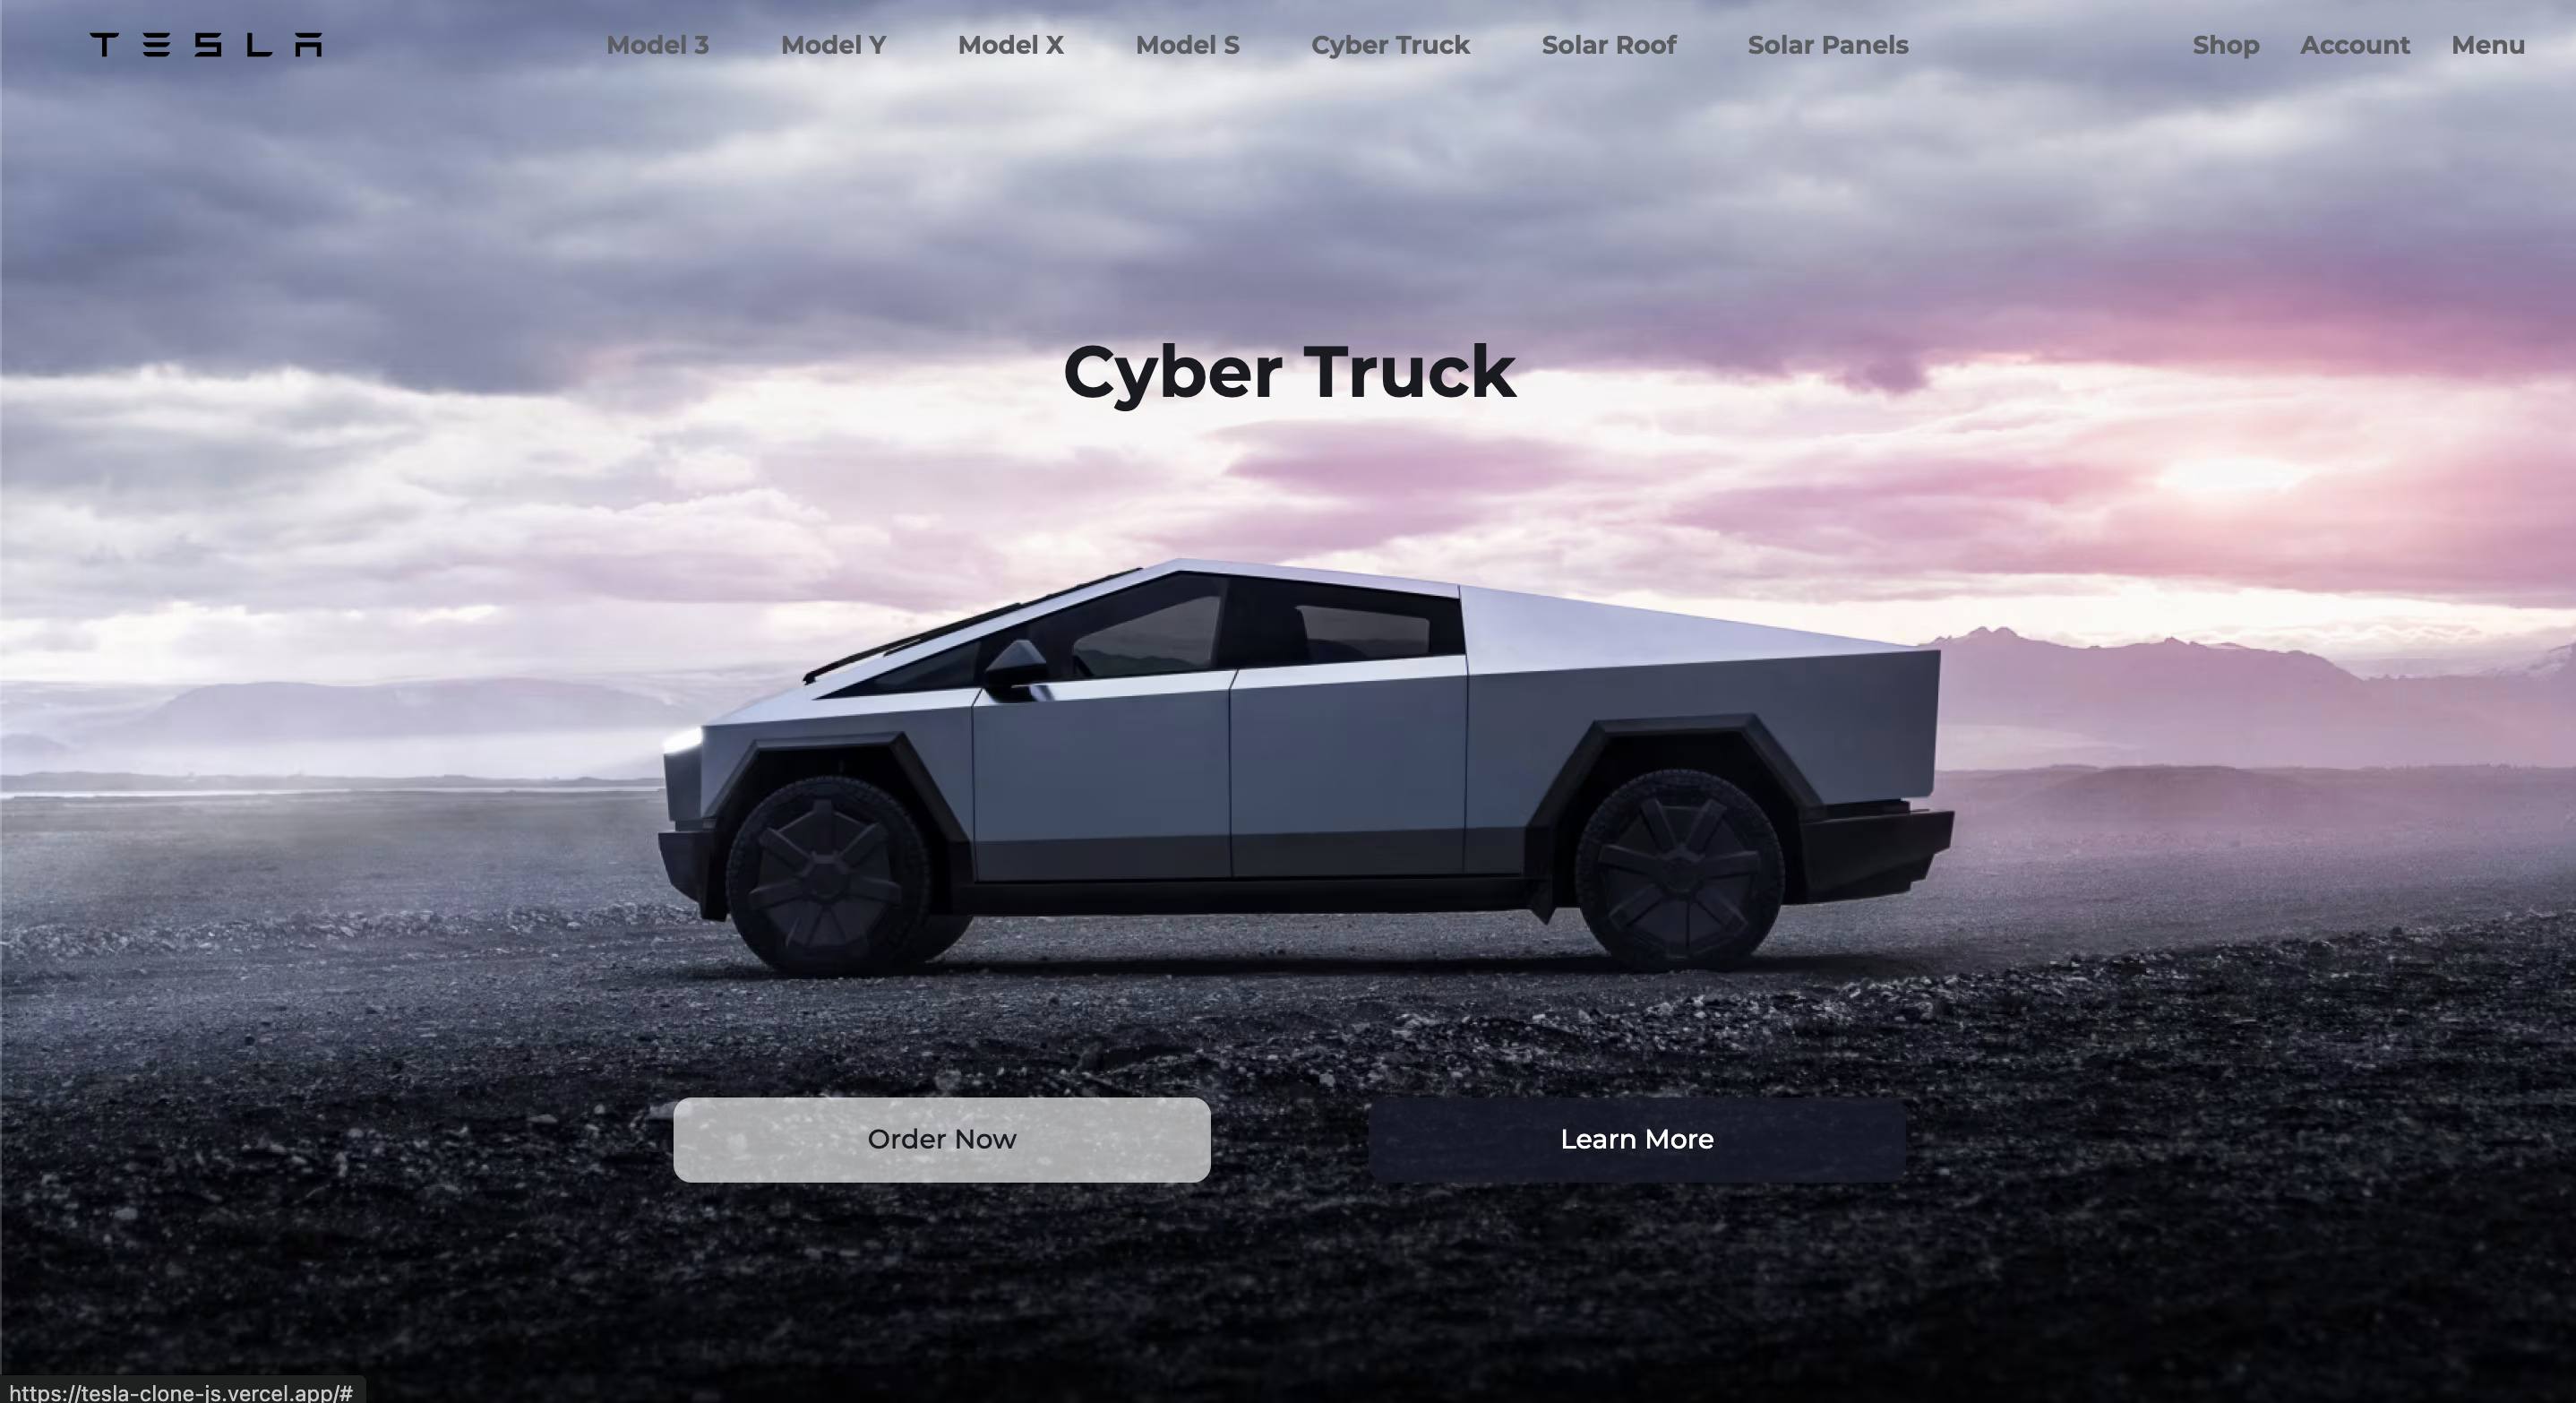 TESLA Model 3 Model Y Model X Model S Cyber Truck Solar Roof Solar Panels Shop Account Menu
Cyber Truck
Order Now Learn More
https://tesla-clone-js.vercel.app/#